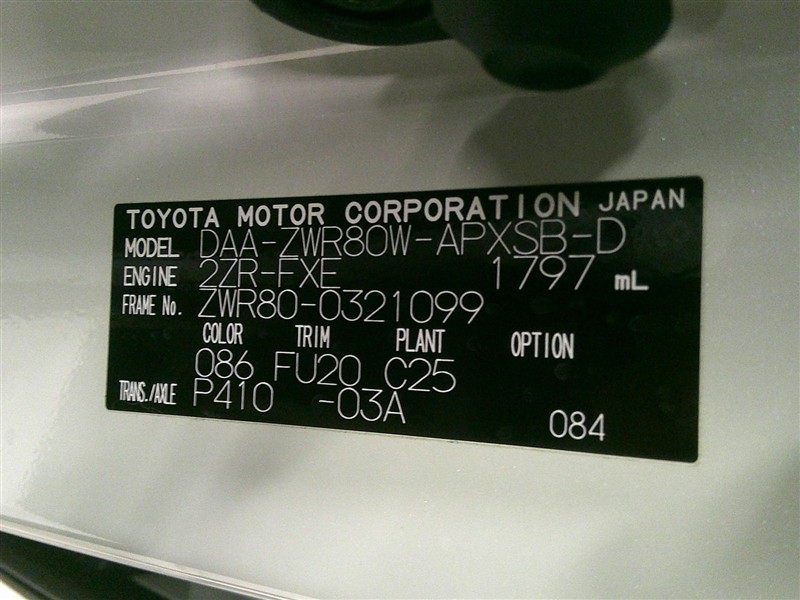 TOYOTA MOTOR CORPORATION JAPAN
MODEL DAA-ZWR80W-APXSB-D
ENGINE 2ZR-FXE 1797 mL
FRAME No. ZWR80-0321099
COLOR TRIM PLANT OPTION
086 FU20 C25
TRANS./AXLE P410 -03A
084